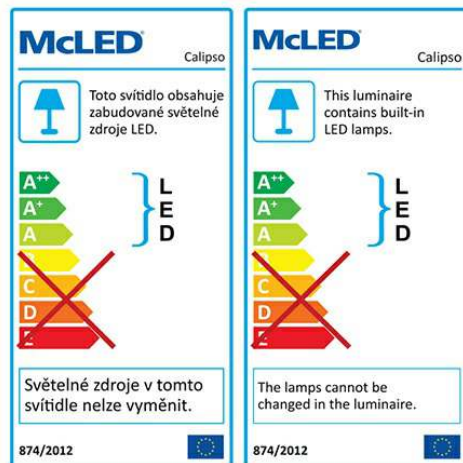 McLED
Calipso
Toto svítidlo obsahuje
zabudované světelné
zdroje LED.
A++
A+
A
B
C
D
E
L
E
D
Světelné zdroje v tomto
svítidle nelze vyměnit.
874/2012
McLED
Calipso
This luminaire
contains built-in
LED lamps.
A++
A+
A
B
C
D
E
L
E
D
The lamps cannot be
changed in the luminaire.
874/2012